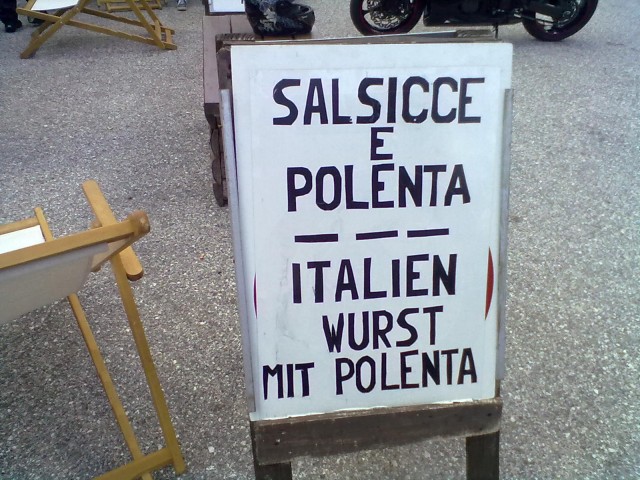 SALSICCE
E
POLENTA
— — —
ITALIEN
WURST
MIT POLENTA